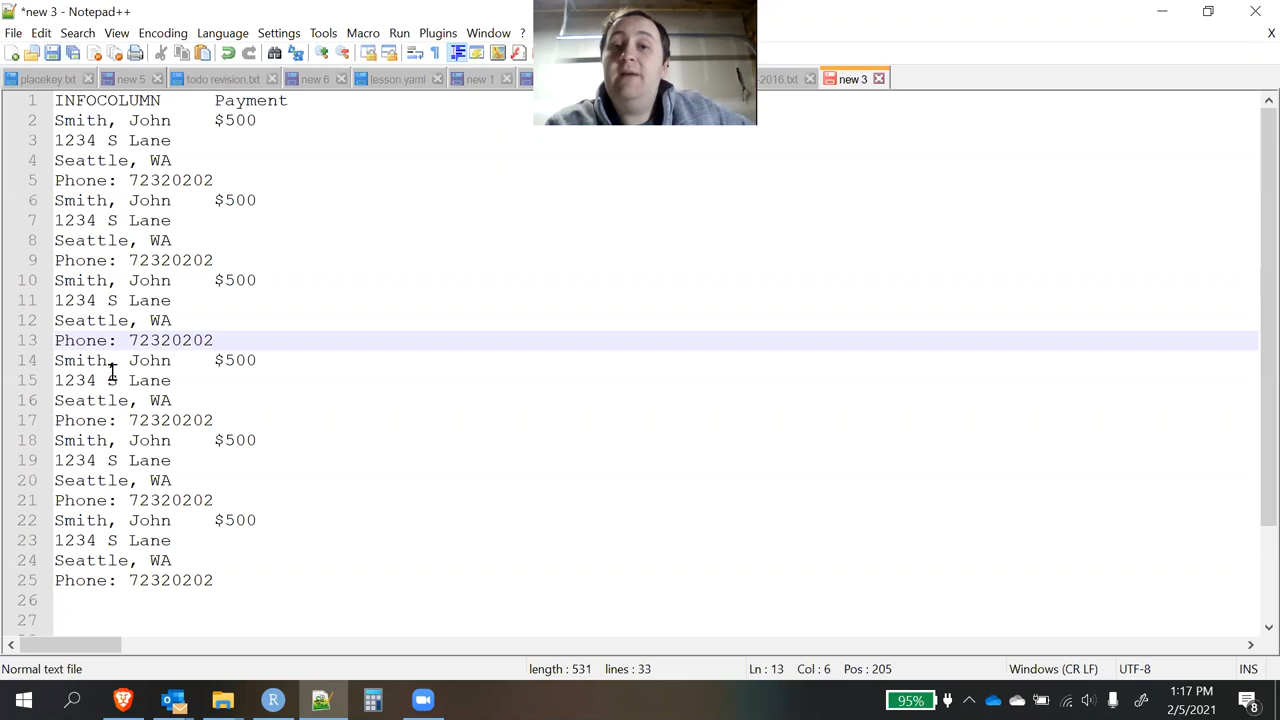 *new 3 - Notepad++
File Edit Search View Encoding Language Settings Tools Macro Run Plugins Window ?
X
placekey.txt new 5 todo revision.txt new 6 lesson.yaml new 1 -2016.txt new 3
1 INFOCOLUMN Payment
2 Smith, John $500
3 1234 S Lane
4 Seattle, WA
5 Phone: 72320202
6 Smith, John $500
7 1234 S Lane
8 Seattle, WA
9 Phone: 72320202
10 Smith, John $500
11 1234 S Lane
12 Seattle, WA
13 Phone: 72320202
14 Smith, John $500
15 1234 S Lane
16 Seattle, WA
17 Phone: 72320202
18 Smith, John $500
19 1234 S Lane
20 Seattle, WA
21 Phone: 72320202
22 Smith, John $500
23 1234 S Lane
24 Seattle, WA
25 Phone: 72320202
26
27
Normal text file length : 531 lines : 33 Ln : 13 Col : 6 Pos : 205 Windows (CR LF) UTF-8 INS
95% 1:17 PM
2/5/2021 8